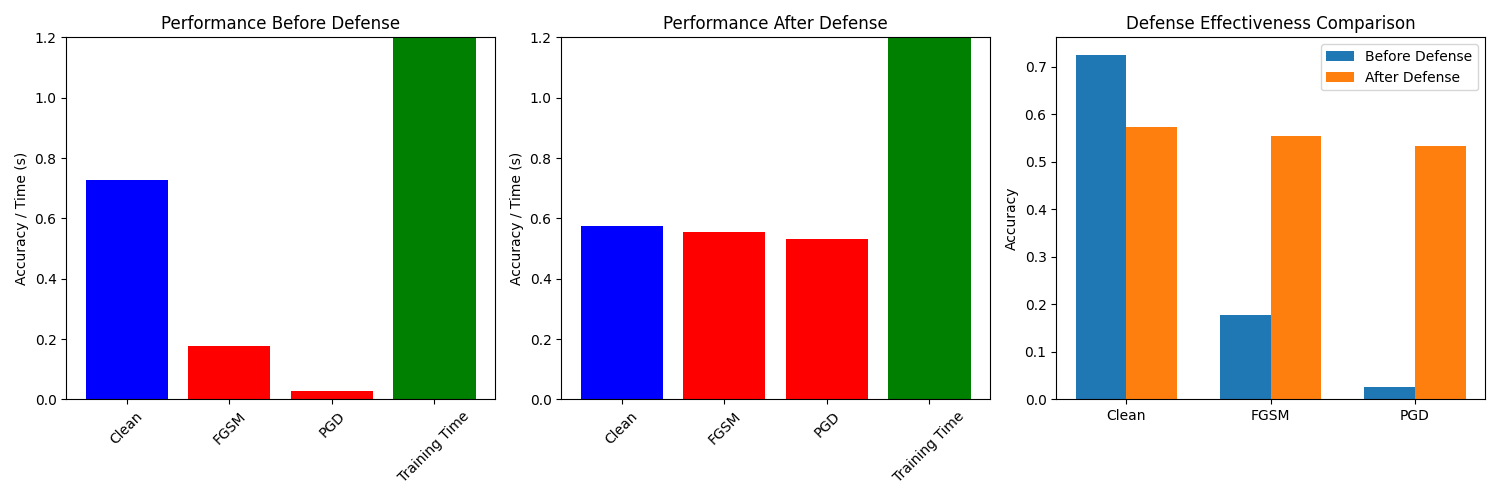 Performance Before Defense
Accuracy / Time (s)
1.2
1.0
0.8
0.6
0.4
0.2
0.0
Clean
FGSM
PGD
Training Time
Performance After Defense
Accuracy / Time (s)
1.2
1.0
0.8
0.6
0.4
0.2
0.0
Clean
FGSM
PGD
Training Time
Defense Effectiveness Comparison
Before Defense
After Defense
Accuracy
0.7
0.6
0.5
0.4
0.3
0.2
0.1
0.0
Clean
FGSM
PGD